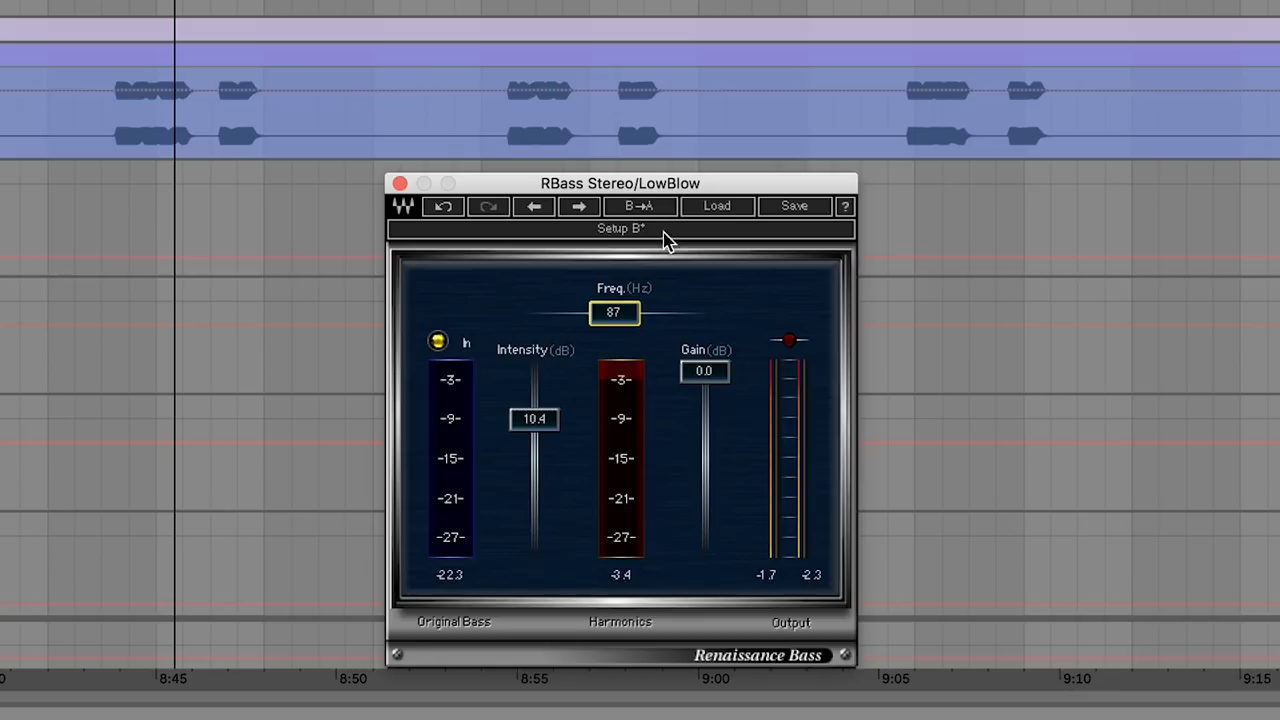 RBass Stereo/LowBlow
B→A Load Save ?
Setup B*
Freq.(Hz)
87
In
Intensity(dB)
Gain(dB)
10.4
0.0
-3-
-9-
-15-
-21-
-27-
-3-
-9-
-15-
-21-
-27-
-22.3
-3.4
-1.7 -2.3
Original Bass Harmonics Output
Renaissance Bass
0 8:45 8:50 8:55 9:00 9:05 9:10 9:15